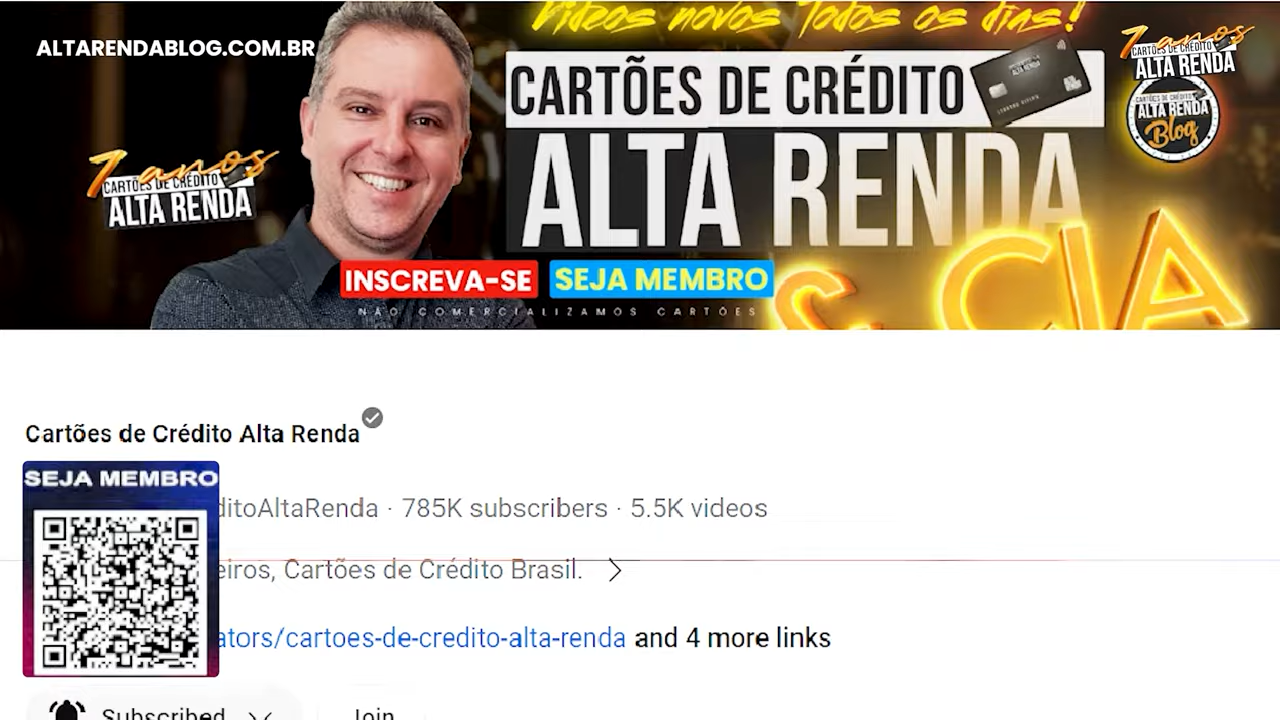 Videos novos Todos os dias!
ALTARENDABLOG.COM.BR
7 anos
CARTÕES DE CRÉDITO
ALTA RENDA
CARTÕES DE CRÉDITO
ALTA RENDA
& CIA
7 anos
CARTÕES DE CRÉDITO
ALTA RENDA
CARTÕES DE CRÉDITO
ALTA RENDA
Blog
INSCREVA-SE
SEJA MEMBRO
NÃO COMERCIALIZAMOS CARTÕES
Cartões de Crédito Alta Renda
SEJA MEMBRO
ditoAltaRenda · 785K subscribers · 5.5K videos
eiros, Cartões de Crédito Brasil.
ators/cartoes-de-credito-alta-renda and 4 more links
Subscribed
Join